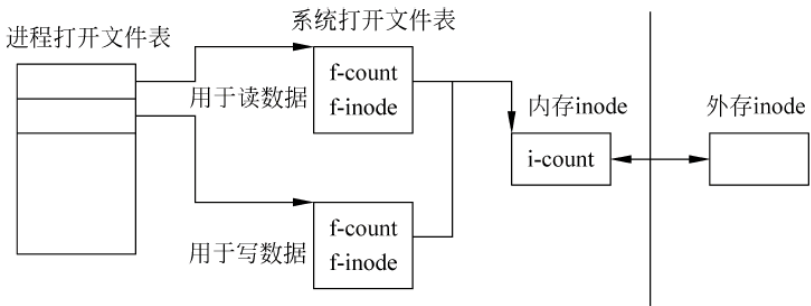 进程打开文件表
系统打开文件表
f-count
f-inode
用于读数据
内存inode
外存inode
i-count
f-count
f-inode
用于写数据